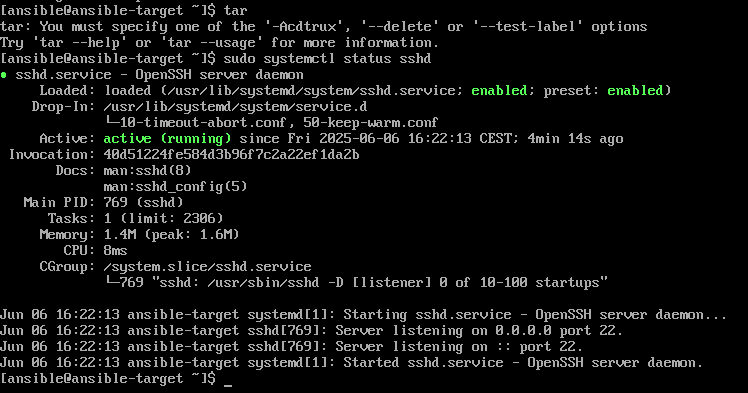 [ansible@ansible-target ~]$ tar
tar: You must specify one of the '-Acdtrux', '--delete' or '--test-label' options
Try 'tar --help' or 'tar --usage' for more information.
[ansible@ansible-target ~]$ sudo systemctl status sshd
● sshd.service - OpenSSH server daemon
     Loaded: loaded (/usr/lib/systemd/system/sshd.service; enabled; preset: enabled)
    Drop-In: /usr/lib/systemd/system/service.d
             └─10-timeout-abort.conf, 50-keep-warm.conf
     Active: active (running) since Fri 2025-06-06 16:22:13 CEST; 4min 14s ago
 Invocation: 40d51224fe584d3b96f7c2a22ef1da2b
       Docs: man:sshd(8)
             man:sshd_config(5)
   Main PID: 769 (sshd)
      Tasks: 1 (limit: 2306)
     Memory: 1.4M (peak: 1.6M)
        CPU: 8ms
     CGroup: /system.slice/sshd.service
             └─769 "sshd: /usr/sbin/sshd -D [listener] 0 of 10-100 startups"

Jun 06 16:22:13 ansible-target systemd[1]: Starting sshd.service - OpenSSH server daemon...
Jun 06 16:22:13 ansible-target sshd[769]: Server listening on 0.0.0.0 port 22.
Jun 06 16:22:13 ansible-target sshd[769]: Server listening on :: port 22.
Jun 06 16:22:13 ansible-target systemd[1]: Started sshd.service - OpenSSH server daemon.
[ansible@ansible-target ~]$ _